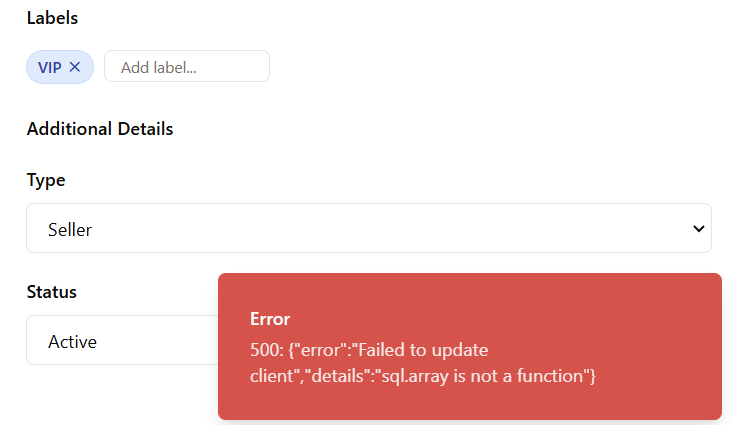 Labels
VIP ×
Add label...
Additional Details
Type
Seller
Status
Active
Error
500: {"error":"Failed to update
client","details":"sql.array is not a function"}